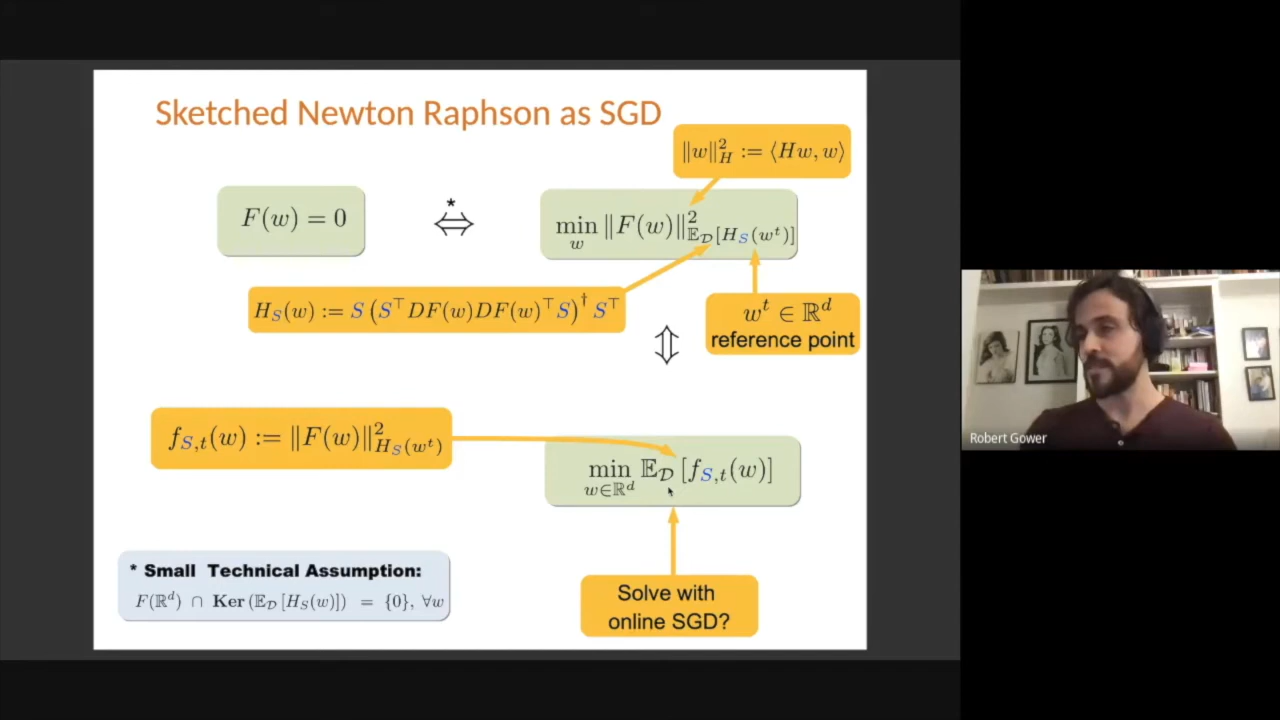 Sketched Newton Raphson as SGD
‖w‖²_H := ⟨Hw, w⟩
F(w) = 0
*
⇔
min_w ‖F(w)‖²_{𝔼_𝒟[H_S(w^t)]}
H_S(w) := S (S^⊤ DF(w)DF(w)^⊤ S)^† S^⊤
w^t ∈ ℝ^d
reference point
⇕
f_{S,t}(w) := ‖F(w)‖²_{H_S(w^t)}
min_{w∈ℝ^d} 𝔼_𝒟 [f_{S,t}(w)]
* Small Technical Assumption:
F(ℝ^d) ∩ Ker (𝔼_𝒟 [H_S(w)]) = {0}, ∀w
Solve with
online SGD?
Robert Gower